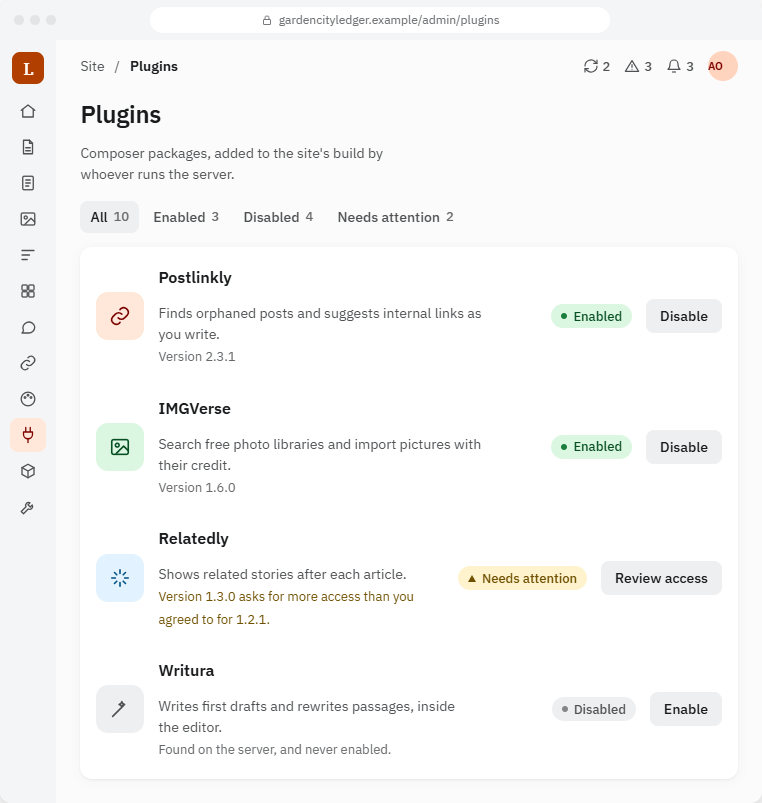 gardencityledger.example/admin/plugins
L
Site / Plugins
2
3
3
AO
Plugins
Composer packages, added to the site's build by
whoever runs the server.
All 10
Enabled 3
Disabled 4
Needs attention 2
Postlinkly
Finds orphaned posts and suggests internal links as
you write.
Version 2.3.1
Enabled
Disable
IMGVerse
Search free photo libraries and import pictures with
their credit.
Version 1.6.0
Enabled
Disable
Relatedly
Shows related stories after each article.
Version 1.3.0 asks for more access than you
agreed to for 1.2.1.
Needs attention
Review access
Writura
Writes first drafts and rewrites passages, inside
the editor.
Found on the server, and never enabled.
Disabled
Enable